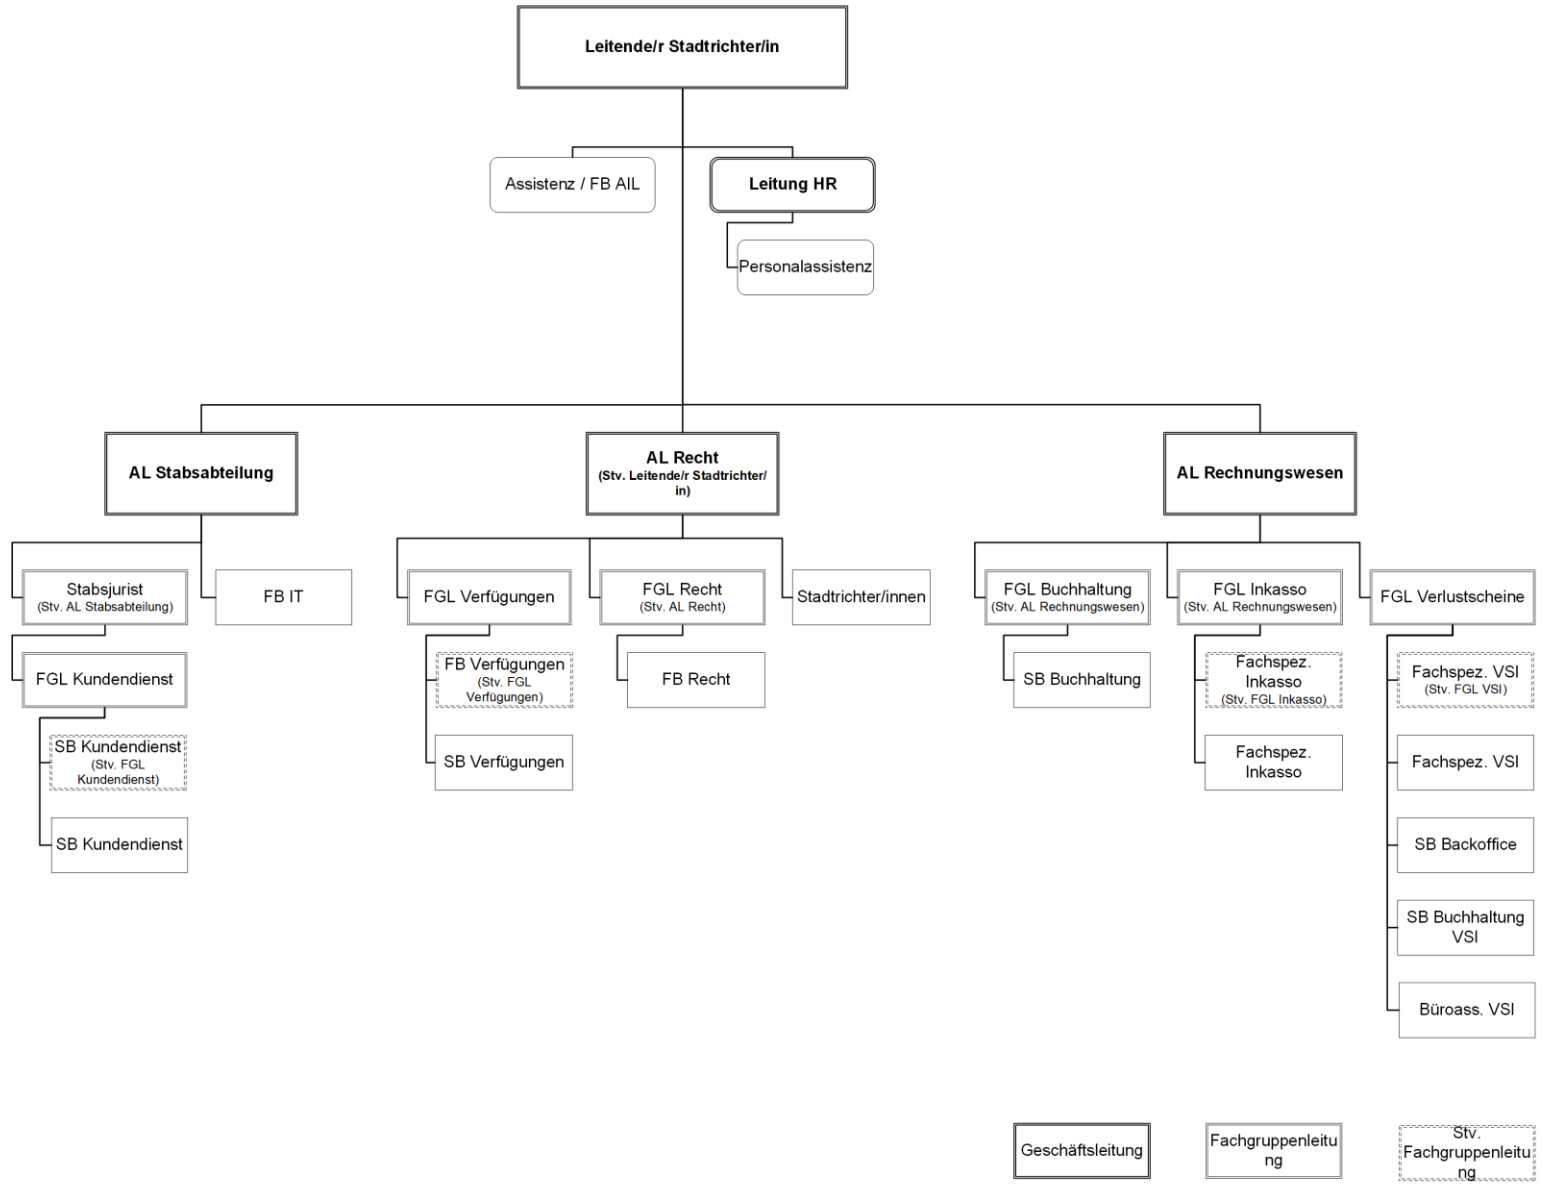 Leitende/r Stadtrichter/in
Assistenz / FB AIL
Leitung HR
Personalassistenz
AL Stabsabteilung
AL Recht
(Stv. Leitende/r Stadtrichter/
in)
AL Rechnungswesen
Stabsjurist
(Stv. AL Stabsabteilung)
FB IT
FGL Verfügungen
FGL Recht
(Stv. AL Recht)
Stadtrichter/innen
FGL Buchhaltung
(Stv. AL Rechnungswesen)
FGL Inkasso
(Stv. AL Rechnungswesen)
FGL Verlustscheine
FGL Kundendienst
FB Verfügungen
(Stv. FGL
Verfügungen)
FB Recht
SB Buchhaltung
Fachspez.
Inkasso
(Stv. FGL Inkasso)
Fachspez. VSI
(Stv. FGL VSI)
SB Kundendienst
(Stv. FGL
Kundendienst)
SB Verfügungen
Fachspez.
Inkasso
Fachspez. VSI
SB Kundendienst
SB Backoffice
SB Buchhaltung
VSI
Büroass. VSI
Geschäftsleitung
Fachgruppenleitu
ng
Stv.
Fachgruppenleitu
ng